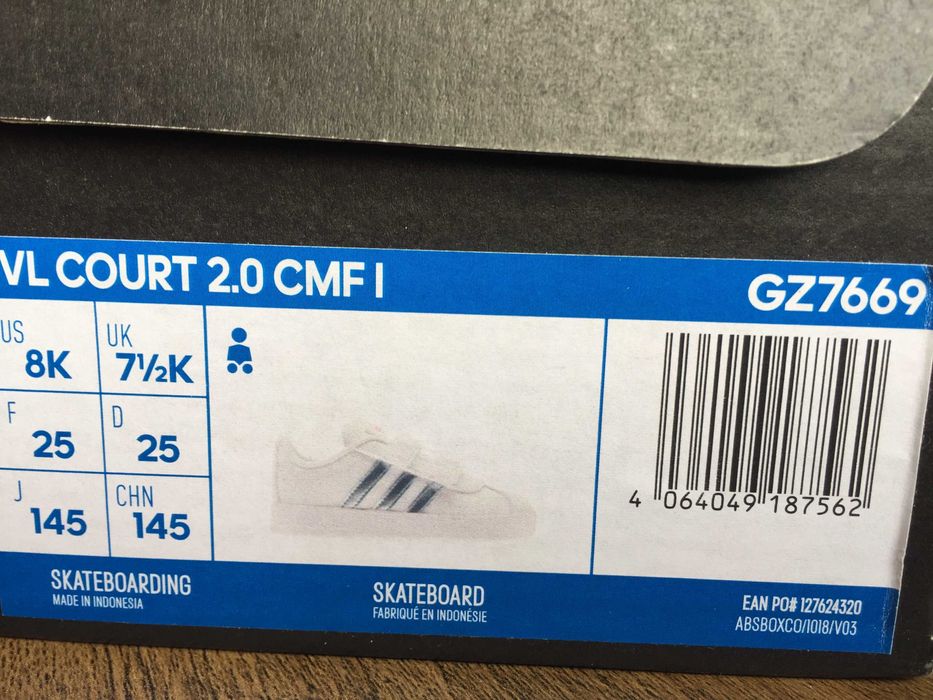 VL COURT 2.0 CMF I
GZ7669
US
8K
UK
7½K
F
25
D
25
J
145
CHN
145
4 064049 187562
SKATEBOARDING
MADE IN INDONESIA
SKATEBOARD
FABRIQUÉ EN INDONÉSIE
EAN PO# 127624320
ABSBOXCO/1018/V03